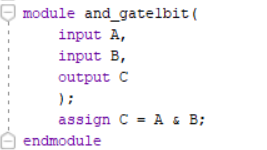 module and_gate1bit(
input A,
input B,
output C
);
assign C = A & B;
endmodule